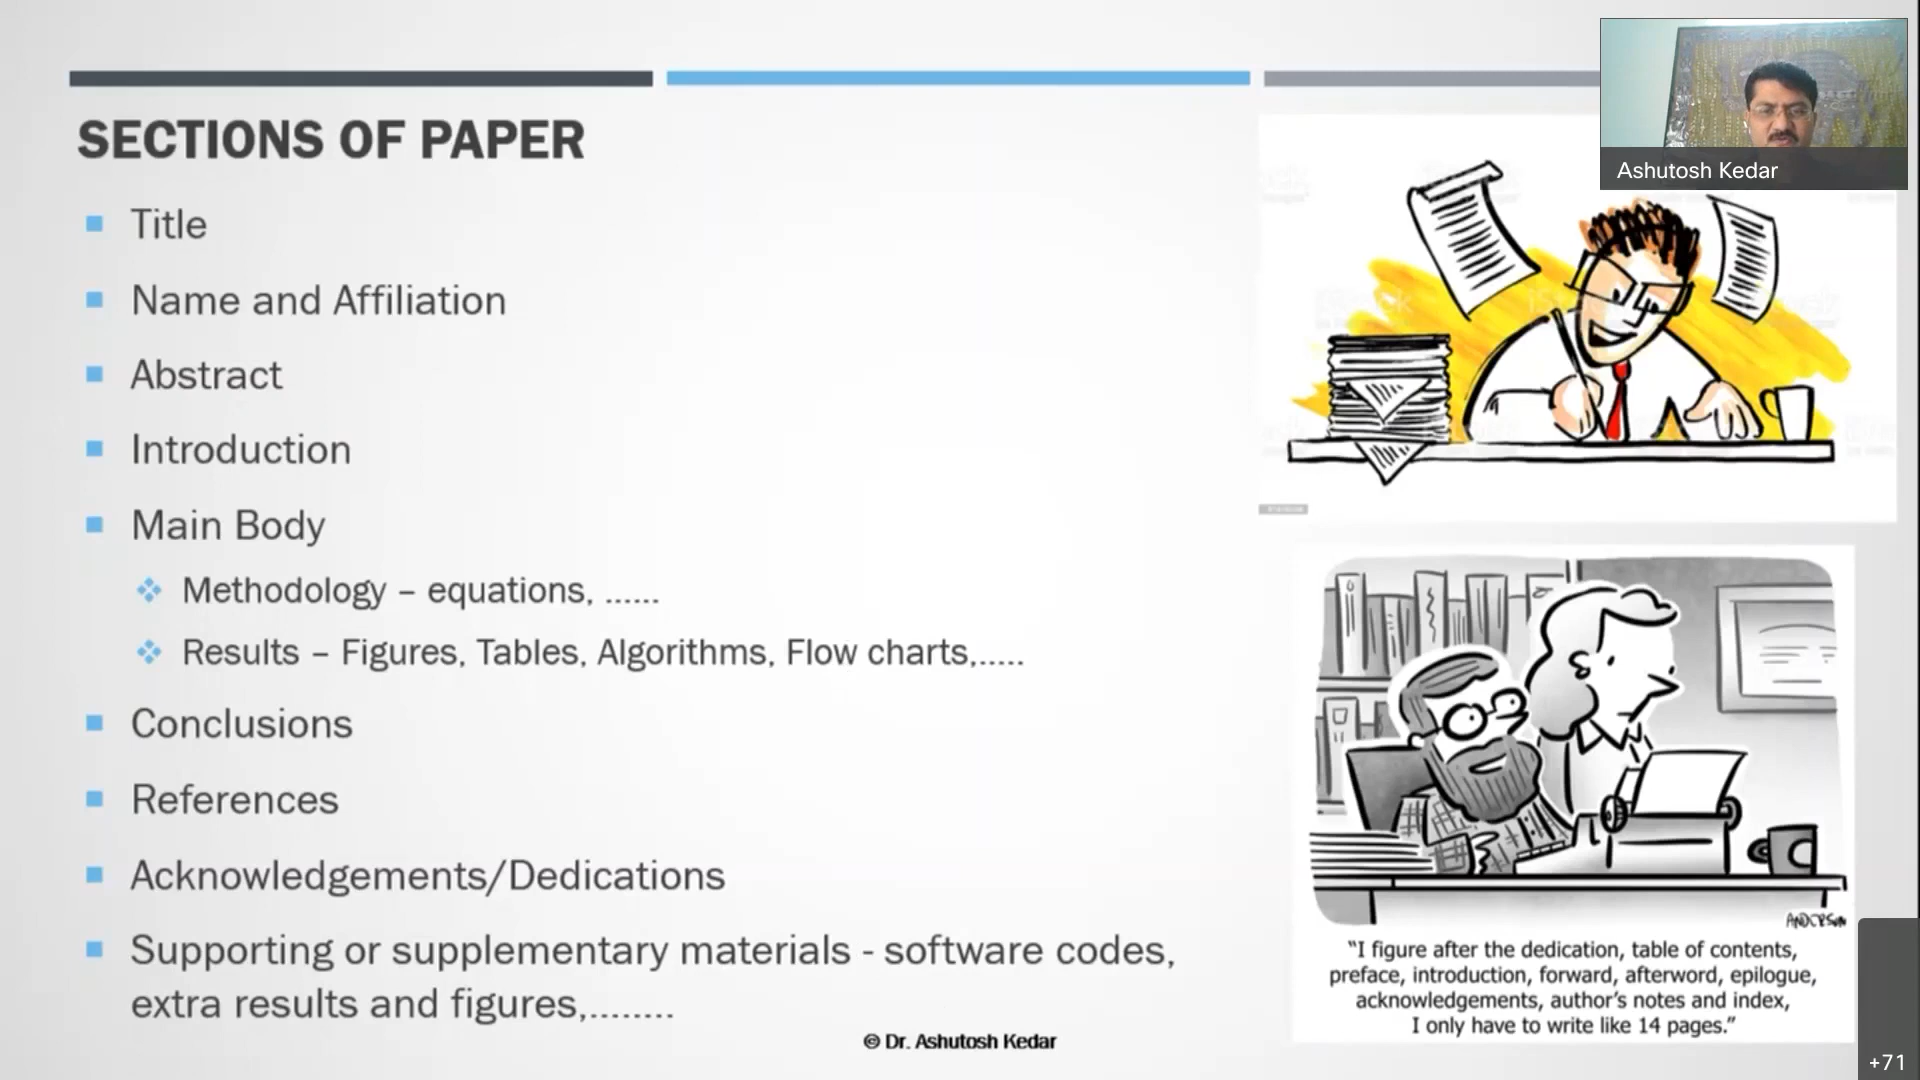 SECTIONS OF PAPER
Title
Name and Affiliation
Abstract
Introduction
Main Body
Methodology – equations, ......
Results – Figures, Tables, Algorithms, Flow charts,.....
Conclusions
References
Acknowledgements/Dedications
Supporting or supplementary materials - software codes,
extra results and figures,........
© Dr. Ashutosh Kedar
Ashutosh Kedar
ANDERSON
"I figure after the dedication, table of contents,
preface, introduction, forward, afterword, epilogue,
acknowledgements, author's notes and index,
I only have to write like 14 pages."
+71